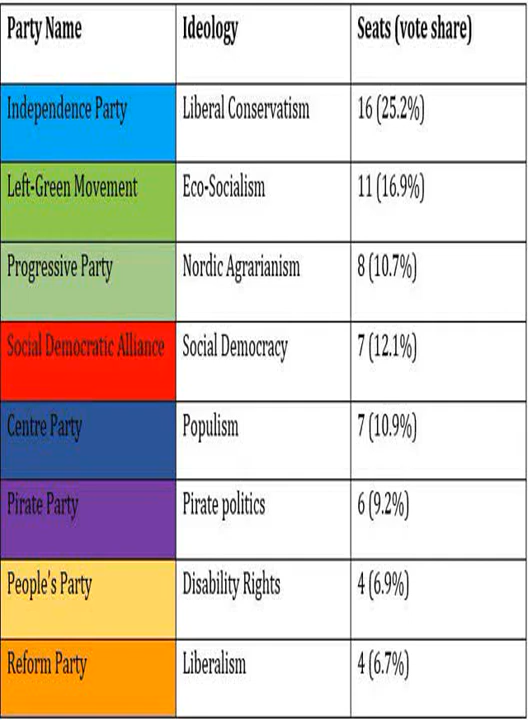 Party Name Ideology Seats (vote share)
Independence Party Liberal Conservatism 16 (25.2%)
Left-Green Movement Eco-Socialism 11 (16.9%)
Progressive Party Nordic Agrarianism 8 (10.7%)
Social Democratic Alliance Social Democracy 7 (12.1%)
Centre Party Populism 7 (10.9%)
Pirate Party Pirate politics 6 (9.2%)
People's Party Disability Rights 4 (6.9%)
Reform Party Liberalism 4 (6.7%)